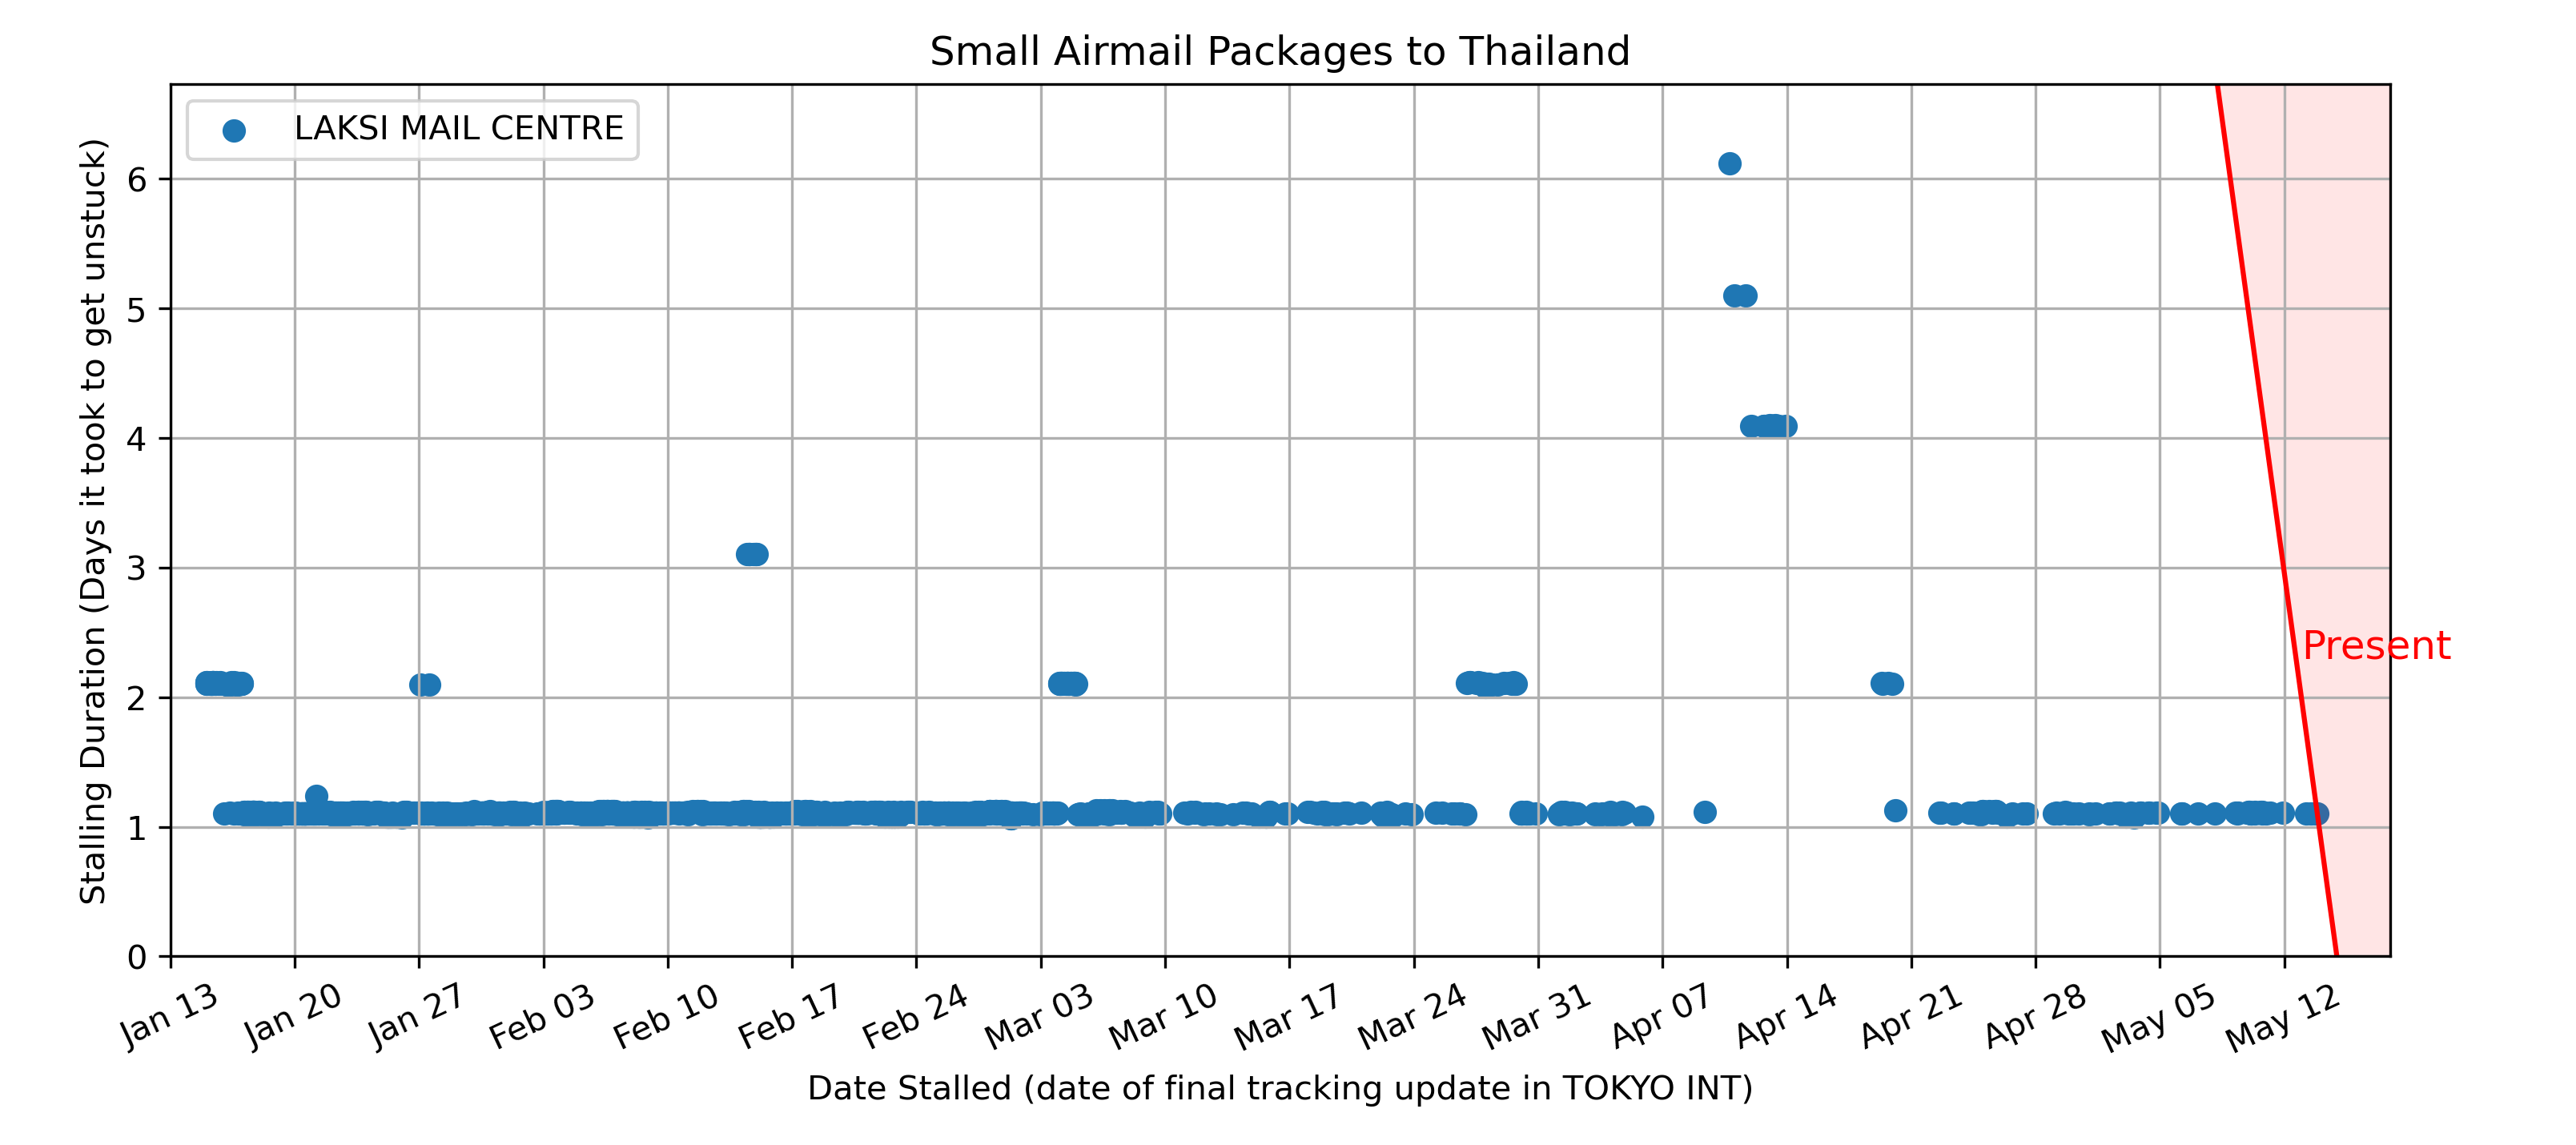 Small Airmail Packages to Thailand
LAKSI MAIL CENTRE
Stalling Duration (Days it took to get unstuck)
6
5
4
3
2
1
0
Present
Jan 13
Jan 20
Jan 27
Feb 03
Feb 10
Feb 17
Feb 24
Mar 03
Mar 10
Mar 17
Mar 24
Mar 31
Apr 07
Apr 14
Apr 21
Apr 28
May 05
May 12
Date Stalled (date of final tracking update in TOKYO INT)